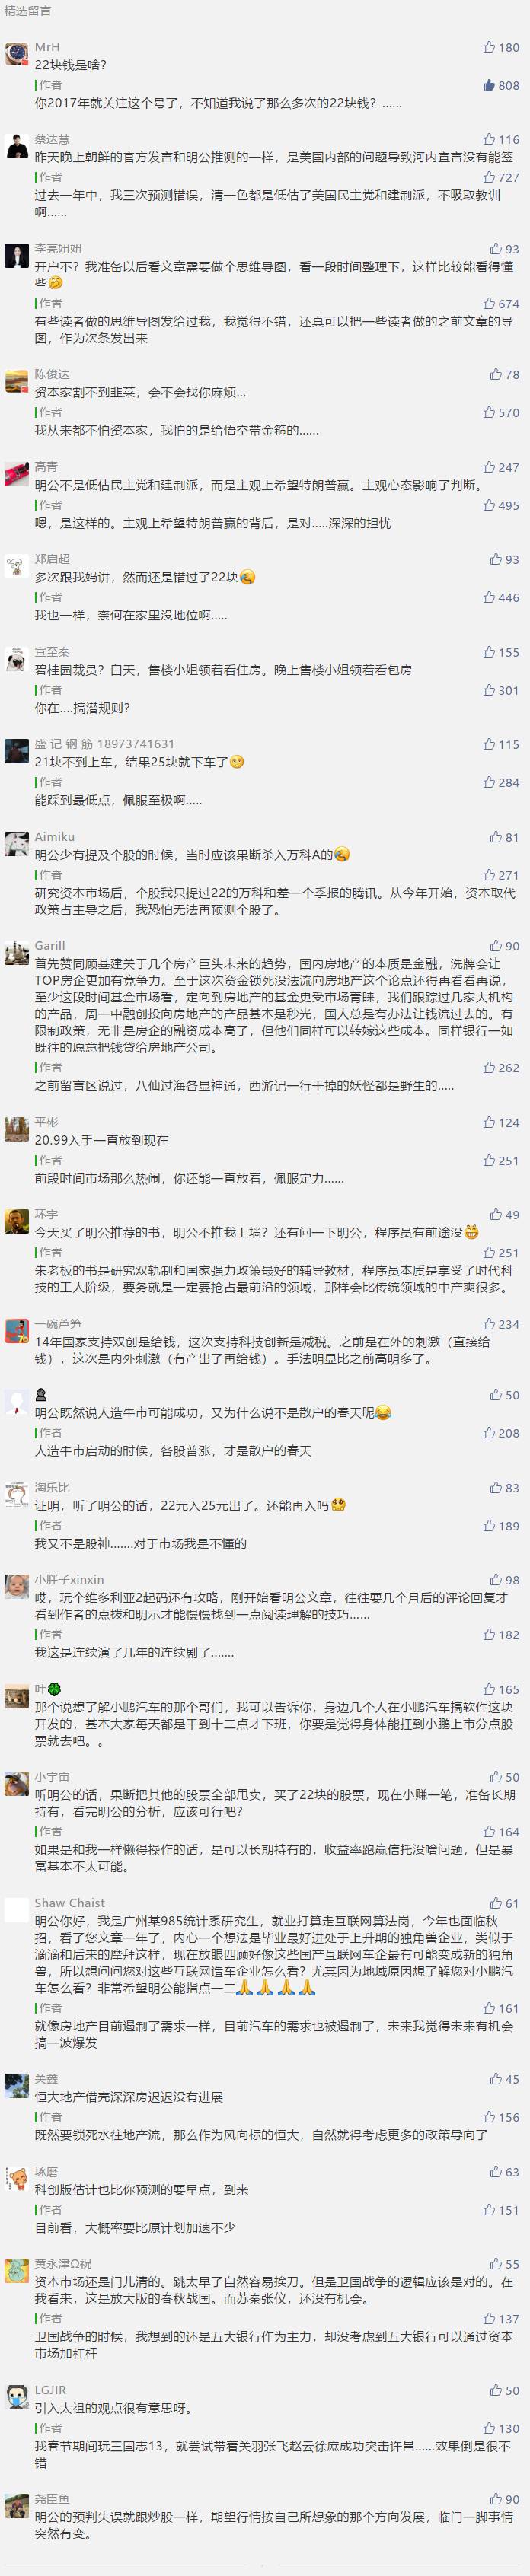 精选留言
MrH 180
22块钱是啥?
作者 808
你2017年就关注这个号了，不知道我说了那么多次的22块钱？......
蔡达慧 116
昨天晚上朝鲜的官方发言和明公推测的一样，是美国内部的问题导致河内宣言没有能签
作者 727
过去一年中，我三次预测错误，清一色都是低估了美国民主党和建制派，不吸取教训
啊......
李亮妞妞 93
开户不？我准备以后看文章需要做个思维导图，看一段时间整理下，这样比较能看得懂
些🤔
作者 674
有些读者做的思维导图发给过我，我觉得不错，还真可以把一些读者做的之前文章的导
图，作为次条发出来
陈俊达 78
资本家割不到韭菜，会不会找你麻烦...
作者 570
我从来都不怕资本家，我怕的是给悟空带金箍的......
高青 247
明公不是低估民主党和建制派，而是主观上希望特朗普赢。主观心态影响了判断。
作者 495
嗯，是这样的。主观上希望特朗普赢的背后，是对.....深深的担忧
郑启超 93
多次跟我妈讲，然而还是错过了22块🤣
作者 446
我也一样，奈何在家里没地位啊.....
宣至秦 155
碧桂园裁员？白天，售楼小姐领着看住房。晚上售楼小姐领着看包房
作者 301
你在....搞潜规则？
盛 记 钢 筋 18973741631 115
21块不到上车，结果25块就下车了😬
作者 284
能踩到最低点，佩服至极啊.....
Aimiku 81
明公少有提及个股的时候，当时应该果断杀入万科A的🤣
作者 271
研究资本市场后，个股我只提过22的万科和差一个季报的腾讯。从今年开始，资本取代
政策占主导之后，我恐怕无法再预测个股了。
Garill 90
首先赞同顾基建关于几个房产巨头未来的趋势，国内房地产的本质是金融，洗牌会让
TOP房企更加有竞争力。至于这次资金锁死没法流向房地产这个论点还得再看看再说，
至少这段时间基金市场看，定向到房地产的基金更受市场青睐，我们跟踪过几家大机构
的产品，周一中融创投向房地产的产品基本是秒光，国人总是有办法让钱流过去的。有
限制政策，无非是房企的融资成本高了，但他们同样可以转嫁这些成本。同样银行一如
既往的愿意把钱贷给房地产公司。
作者 262
之前留言区说过，八仙过海各显神通，西游记一行干掉的妖怪都是野生的.....
平彬 124
20.99入手一直放到现在
作者 251
前段时间市场那么热闹，你还能一直放着，佩服定力......
环宇 49
今天买了明公推荐的书，明公不推我上墙？还有问一下明公，程序员有前途没😁
作者 251
朱老板的书是研究双轨制和国家强力政策最好的辅导教材，程序员本质是享受了时代科
技的工人阶级，要务就是一定要抢占最前沿的领域，那样会比传统领域的中产爽很多。
一碗芦笋 234
14年国家支持双创是给钱，这次支持科技创新是减税。之前是在外的刺激（直接给
钱），这次是内外刺激（有产出了再给钱）。手法明显比之前高明多了。
50
明公既然说人造牛市可能成功，又为什么说不是散户的春天呢😂
作者 208
人造牛市启动的时候，各股普涨，才是散户的春天
淘乐比 83
证明，听了明公的话，22元入25元出了。还能再入吗
作者 189
我又不是股神.......对于市场我是不懂的
小胖子xinxin 98
哎，玩个维多利亚2起码还有攻略，刚开始看明公文章，往往要几个月后的评论回复才
看到作者的点拨和明示才能慢慢找到一点阅读理解的技巧......
作者 182
我这是连续演了几年的连续剧了.......
叶🍀 165
那个说想了解小鹏汽车的那个哥们，我可以告诉你，身边几个人在小鹏汽车搞软件这块
开发的，基本大家每天都是干到十二点才下班，你要是觉得身体能扛到小鹏上市分点股
票就去吧。。
小宇宙 50
听明公的话，果断把其他的股票全部甩卖，买了22块的股票，现在小赚一笔，准备长期
持有，看完明公的分析，应该可行吧？
作者 164
如果是和我一样懒得操作的话，是可以长期持有的，收益率跑赢信托没啥问题，但是暴
富基本不太可能。
Shaw Chaist 61
明公你好，我是广州某985统计系研究生，就业打算走互联网算法岗，今年也面临秋
招，看了您文章一年了，内心一个想法是毕业最好进处于上升期的独角兽企业，类似于
滴滴和后来的摩拜这样，现在放眼四顾好像这些国产互联网车企最有可能变成新的独角
兽，所以想问问您对这些互联网造车企业怎么看？尤其因为地域原因想了解您对小鹏汽
车怎么看？非常希望明公能指点一二🙏🙏🙏🙏
作者 161
就像房地产目前遏制了需求一样，目前汽车的需求也被遏制了，未来我觉得未来有机会
搞一波爆发
关鑫 45
恒大地产借壳深深房迟迟没有进展
作者 156
既然要锁死水往地产流，那么作为风向标的恒大，自然就得考虑更多的政策导向了
琢磨 63
科创版估计也比你预测的要早点，到来
作者 151
目前看，大概率要比原计划加速不少
黄永津Ω祝 55
资本市场还是门儿清的。跳太早了自然容易挨刀。但是卫国战争的逻辑应该是对的。在
我看来，这是放大版的春秋战国。而苏秦张仪，还没有机会。
作者 137
卫国战争的时候，我想到的还是五大银行作为主力，却没考虑到五大银行可以通过资本
市场加杠杆
LGJIR 50
引入太祖的观点很有意思呀。
作者 130
我春节期间玩三国志13，就尝试带着关羽张飞赵云徐庶成功突击许昌......效果倒是很不
错
尧臣鱼 90
明公的预判失误就跟炒股一样，期望行情按自己所想象的那个方向发展，临门一脚事情
突然有变。